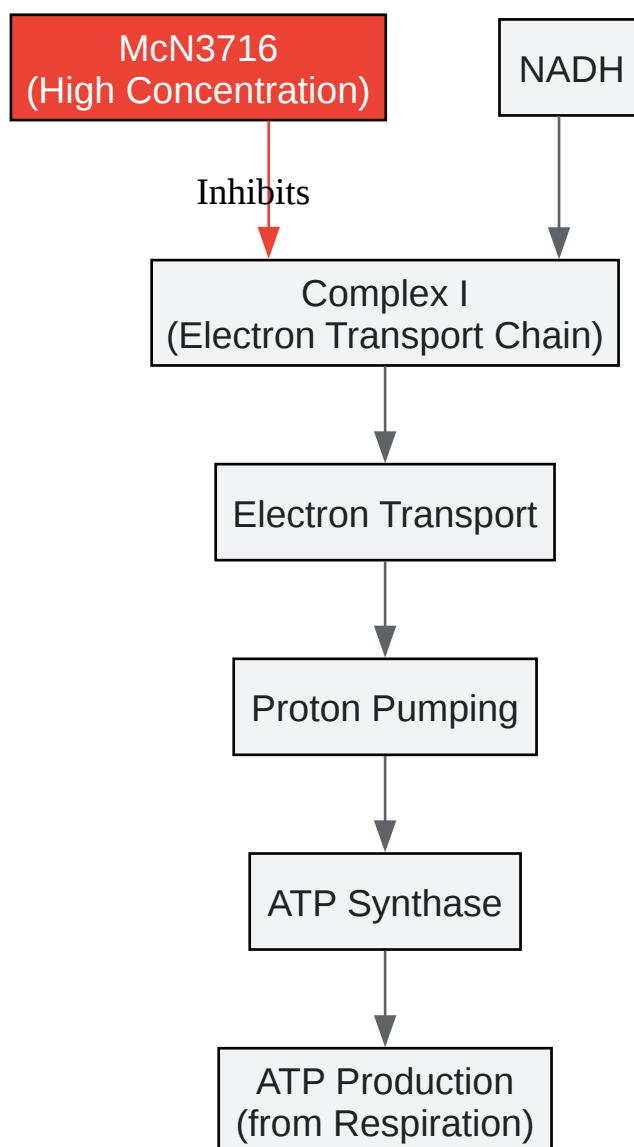 McN3716
(High Concentration)
NADH
Inhibits
Complex I
(Electron Transport Chain)
Electron Transport
Proton Pumping
ATP Synthase
ATP Production
(from Respiration)